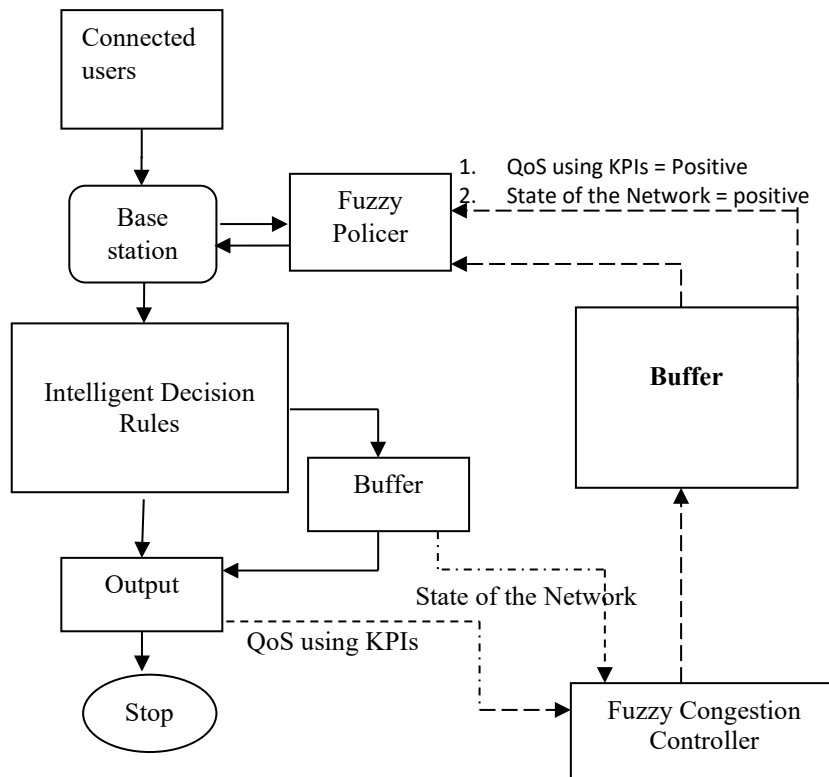 Connected
users
1. QoS using KPIs = Positive
2. State of the Network = positive
Base
station
Fuzzy
Policer
Buffer
Intelligent Decision
Rules
Buffer
Output
State of the Network
QoS using KPIs
Stop
Fuzzy Congestion
Controller